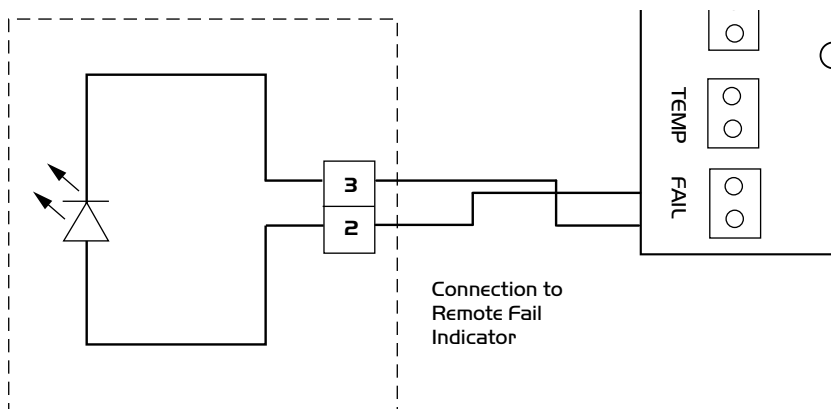 TEMP
FAIL
3
2
Connection to
Remote Fail
Indicator